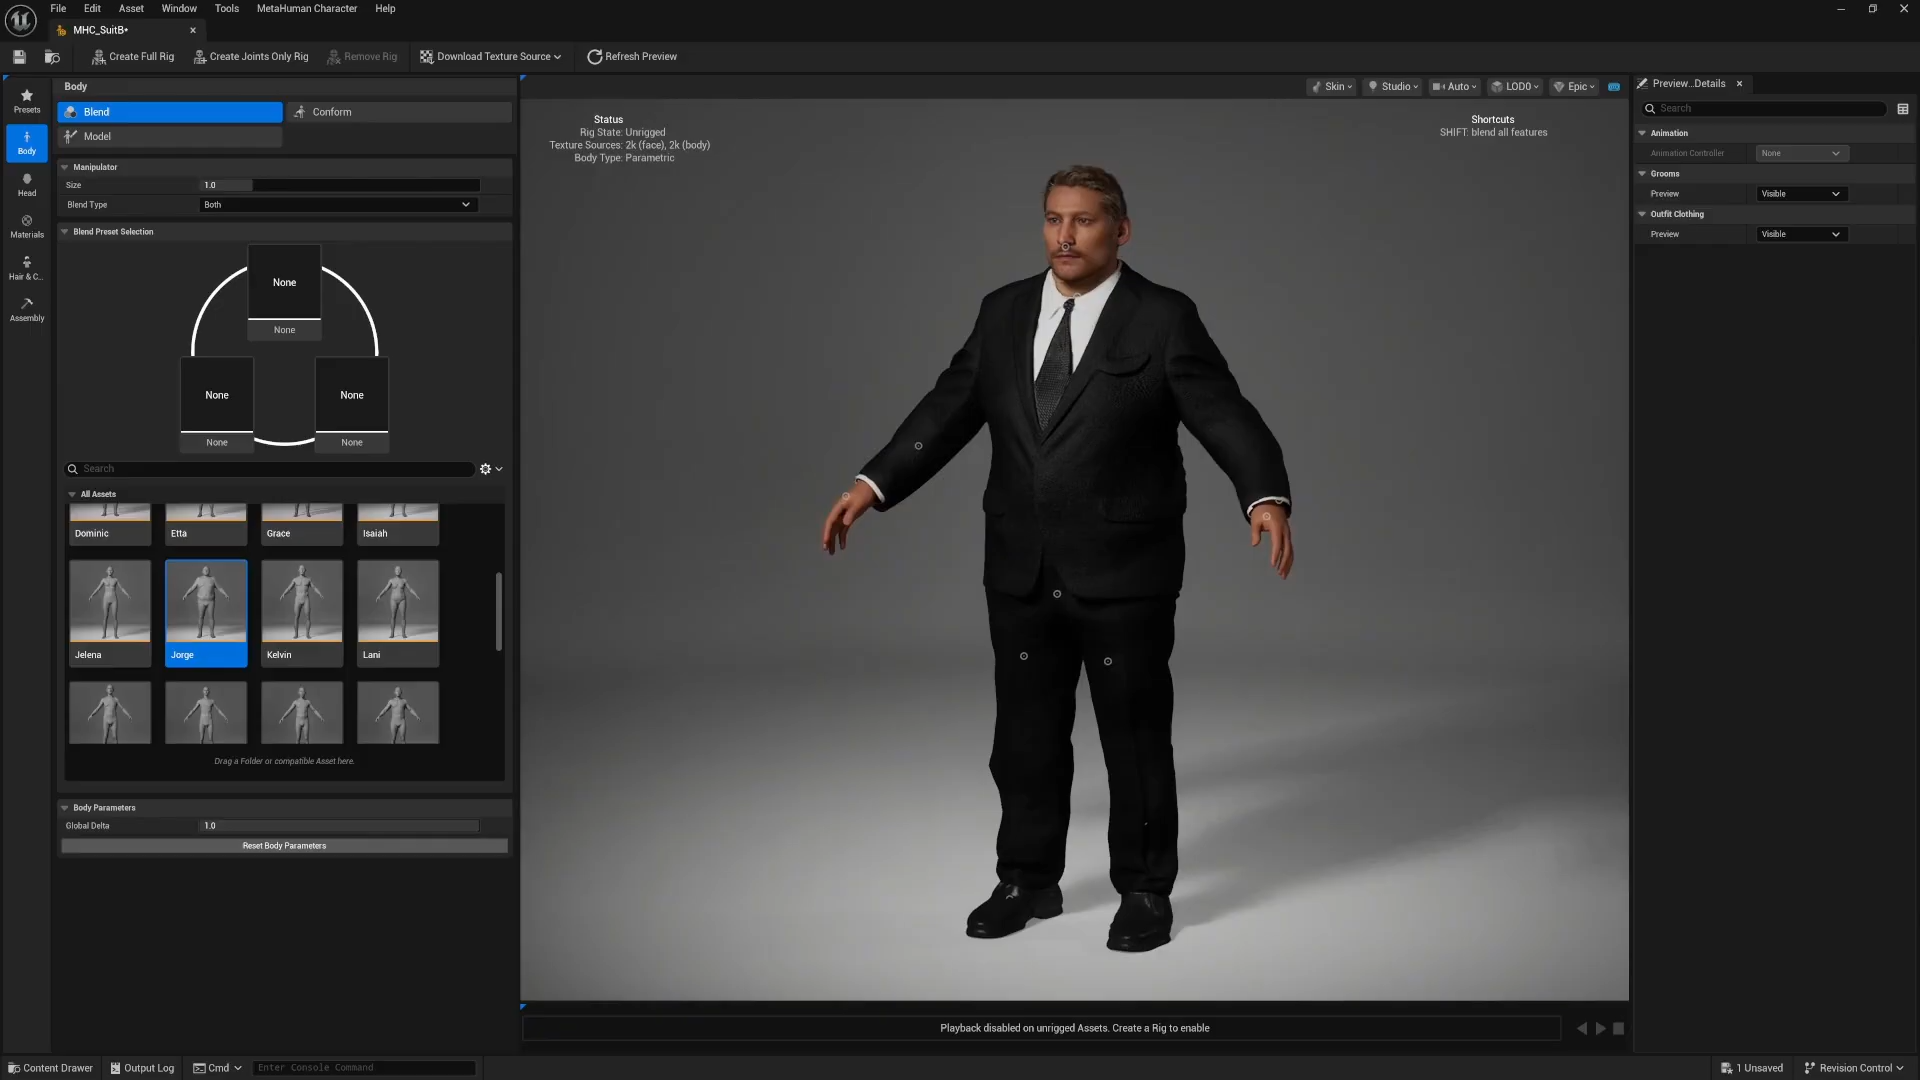 File Edit Asset Window Tools MetaHuman Character Help
MHC_SuitB*
Create Full Rig Create Joints Only Rig Remove Rig Download Texture Source Refresh Preview
Presets
Body
Head
Materials
Hair & C...
Assembly
Body
Blend Conform
Model
Manipulator
Size 1.0
Blend Type Both
Blend Preset Selection
None
None
None None
None None
Search
All Assets
Dominic Etta Grace Isaiah
Jelena Jorge Kelvin Lani
Drag a Folder or compatible Asset here.
Body Parameters
Global Delta 1.0
Reset Body Parameters
Skin Studio Auto LOD0 Epic
Status
Rig State: Unrigged
Texture Sources: 2k (face), 2k (body)
Body Type: Parametric
Shortcuts
SHIFT: blend all features
Playback disabled on unrigged Assets. Create a Rig to enable
Preview...Details
Search
Animation
Animation Controller None
Grooms
Preview Visible
Outfit Clothing
Preview Visible
Content Drawer Output Log Cmd Enter Console Command
1 Unsaved Revision Control